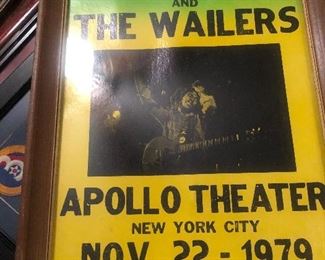 AND
THE WAILERS
APOLLO THEATER
NEW YORK CITY
NOV. 22 - 1979